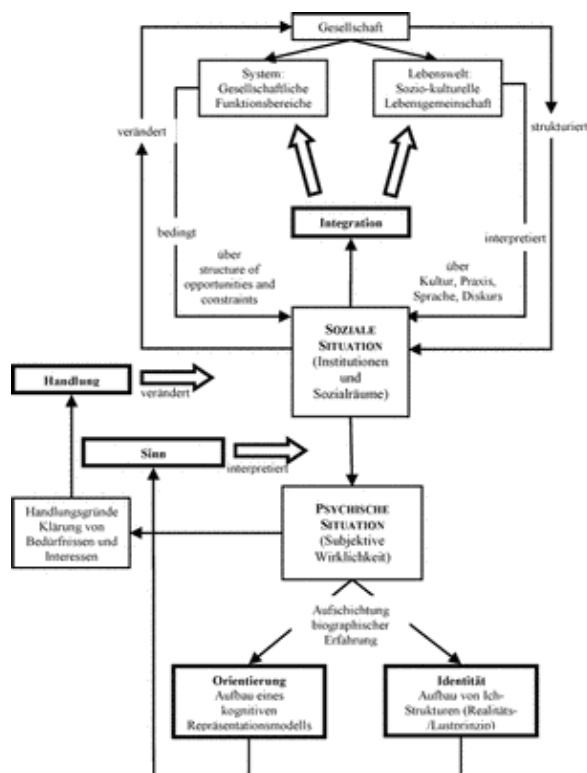 Gesellschaft
System:
Gesellschaftliche
Funktionsbereiche
Lebenswelt:
Sozio-kulturelle
Lebensgemeinschaft
verändert
strukturiert
Integration
bedingt
interpretiert
über
structure of
opportunities and
constraints
über
Kultur, Praxis,
Sprache, Diskurs
SOZIALE
SITUATION
(Institutionen
und
Sozialräume)
Handlung
verändert
Sinn
interpretiert
Handlungsgründe
Klärung von
Bedürfnissen und
Interessen
PSYCHISCHE
SITUATION
(Subjektive
Wirklichkeit)
Aufschichtung
biographischer
Erfahrung
Orientierung
Aufbau eines
kognitiven
Repräsentationsmodells
Identität
Aufbau von Ich-
Strukturen (Realitäts-
/Lustprinzip)